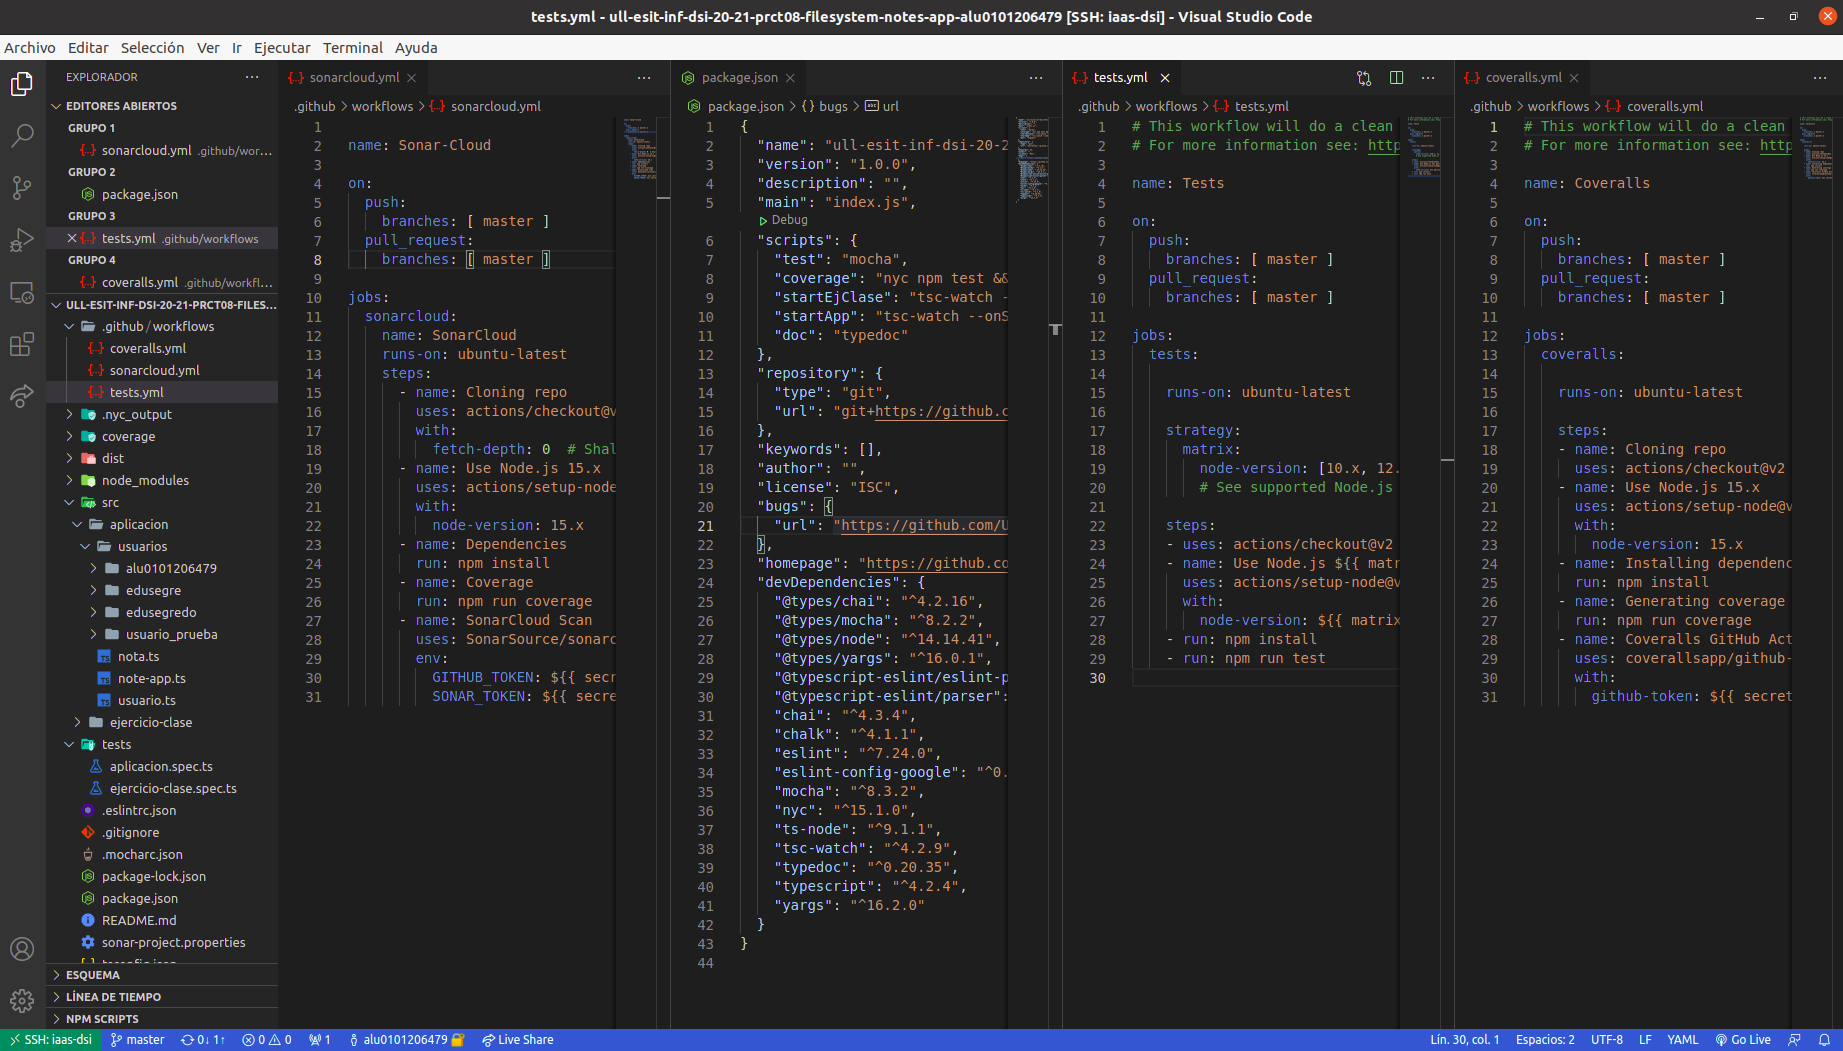 tests.yml - ull-esit-inf-dsi-20-21-prct08-filesystem-notes-app-alu0101206479 [SSH: iaas-dsi] - Visual Studio Code
Archivo Editar Selección Ver Ir Ejecutar Terminal Ayuda
EXPLORADOR
EDITORES ABIERTOS
GRUPO 1
sonarcloud.yml .github/wor...
GRUPO 2
package.json
GRUPO 3
tests.yml .github/workflows
GRUPO 4
coveralls.yml .github/workfl...
ULL-ESIT-INF-DSI-20-21-PRCT08-FILES...
.github / workflows
coveralls.yml
sonarcloud.yml
tests.yml
.nyc_output
coverage
dist
node_modules
src
aplicacion
usuarios
alu0101206479
edusegre
edusegredo
usuario_prueba
nota.ts
note-app.ts
usuario.ts
ejercicio-clase
tests
aplicacion.spec.ts
ejercicio-clase.spec.ts
.eslintrc.json
.gitignore
.mocharc.json
package-lock.json
package.json
README.md
sonar-project.properties
ESQUEMA
LÍNEA DE TIEMPO
NPM SCRIPTS
sonarcloud.yml
.github > workflows > sonarcloud.yml
1
2 name: Sonar-Cloud
3
4 on:
5 push:
6 branches: [ master ]
7 pull_request:
8 branches: [ master ]
9
10 jobs:
11 sonarcloud:
12 name: SonarCloud
13 runs-on: ubuntu-latest
14 steps:
15 - name: Cloning repo
16 uses: actions/checkout@v
17 with:
18 fetch-depth: 0 # Shal
19 - name: Use Node.js 15.x
20 uses: actions/setup-node
21 with:
22 node-version: 15.x
23 - name: Dependencies
24 run: npm install
25 - name: Coverage
26 run: npm run coverage
27 - name: SonarCloud Scan
28 uses: SonarSource/sonarc
29 env:
30 GITHUB_TOKEN: ${{ secr
31 SONAR_TOKEN: ${{ secre
package.json
package.json > {} bugs > url
1 {
2 "name": "ull-esit-inf-dsi-20-2
3 "version": "1.0.0",
4 "description": "",
5 "main": "index.js",
Debug
6 "scripts": {
7 "test": "mocha",
8 "coverage": "nyc npm test &&
9 "startEjClase": "tsc-watch -
10 "startApp": "tsc-watch --onS
11 "doc": "typedoc"
12 },
13 "repository": {
14 "type": "git",
15 "url": "git+https://github.c
16 },
17 "keywords": [],
18 "author": "",
19 "license": "ISC",
20 "bugs": {
21 "url": "https://github.com/U
22 },
23 "homepage": "https://github.co
24 "devDependencies": {
25 "@types/chai": "^4.2.16",
26 "@types/mocha": "^8.2.2",
27 "@types/node": "^14.14.41",
28 "@types/yargs": "^16.0.1",
29 "@typescript-eslint/eslint-p
30 "@typescript-eslint/parser":
31 "chai": "^4.3.4",
32 "chalk": "^4.1.1",
33 "eslint": "^7.24.0",
34 "eslint-config-google": "^0.
35 "mocha": "^8.3.2",
36 "nyc": "^15.1.0",
37 "ts-node": "^9.1.1",
38 "tsc-watch": "^4.2.9",
39 "typedoc": "^0.20.35",
40 "typescript": "^4.2.4",
41 "yargs": "^16.2.0"
42 }
43 }
44
tests.yml
.github > workflows > tests.yml
1 # This workflow will do a clean
2 # For more information see: http
3
4 name: Tests
5
6 on:
7 push:
8 branches: [ master ]
9 pull_request:
10 branches: [ master ]
11
12 jobs:
13 tests:
14
15 runs-on: ubuntu-latest
16
17 strategy:
18 matrix:
19 node-version: [10.x, 12.
20 # See supported Node.js
21
22 steps:
23 - uses: actions/checkout@v2
24 - name: Use Node.js ${{ matr
25 uses: actions/setup-node@v
26 with:
27 node-version: ${{ matrix
28 - run: npm install
29 - run: npm run test
30
coveralls.yml
.github > workflows > coveralls.yml
1 # This workflow will do a clean
2 # For more information see: http
3
4 name: Coveralls
5
6 on:
7 push:
8 branches: [ master ]
9 pull_request:
10 branches: [ master ]
11
12 jobs:
13 coveralls:
14
15 runs-on: ubuntu-latest
16
17 steps:
18 - name: Cloning repo
19 uses: actions/checkout@v2
20 - name: Use Node.js 15.x
21 uses: actions/setup-node@v
22 with:
23 node-version: 15.x
24 - name: Installing dependenc
25 run: npm install
26 - name: Generating coverage
27 run: npm run coverage
28 - name: Coveralls GitHub Act
29 uses: coverallsapp/github-
30 with:
31 github-token: ${{ secret
SSH: iaas-dsi master 0↓ 1↑ 0 0 1 alu0101206479 Live Share Lín. 30, col. 1 Espacios: 2 UTF-8 LF YAML Go Live